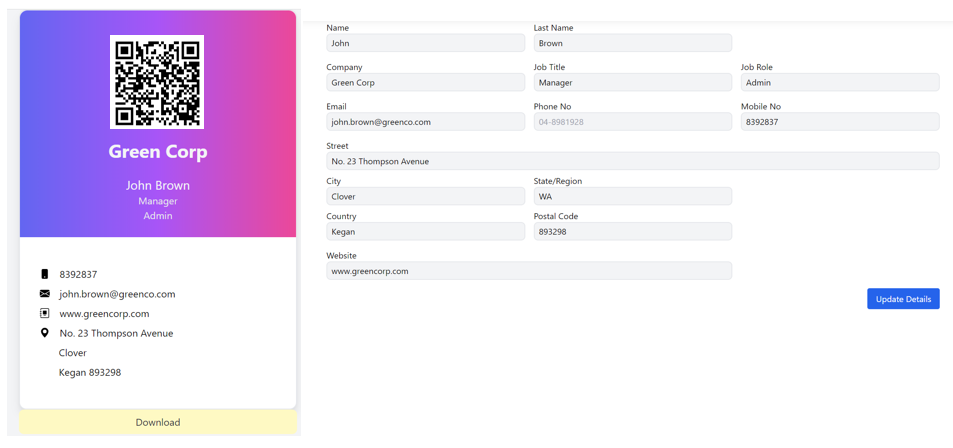 Green Corp
John Brown
Manager
Admin
8392837
john.brown@greenco.com
www.greencorp.com
No. 23 Thompson Avenue
Clover
Kegan 893298
Download
Name Last Name
John Brown
Company Job Title Job Role
Green Corp Manager Admin
Email Phone No Mobile No
john.brown@greenco.com 04-8981928 8392837
Street
No. 23 Thompson Avenue
City State/Region
Clover WA
Country Postal Code
Kegan 893298
Website
www.greencorp.com
Update Details